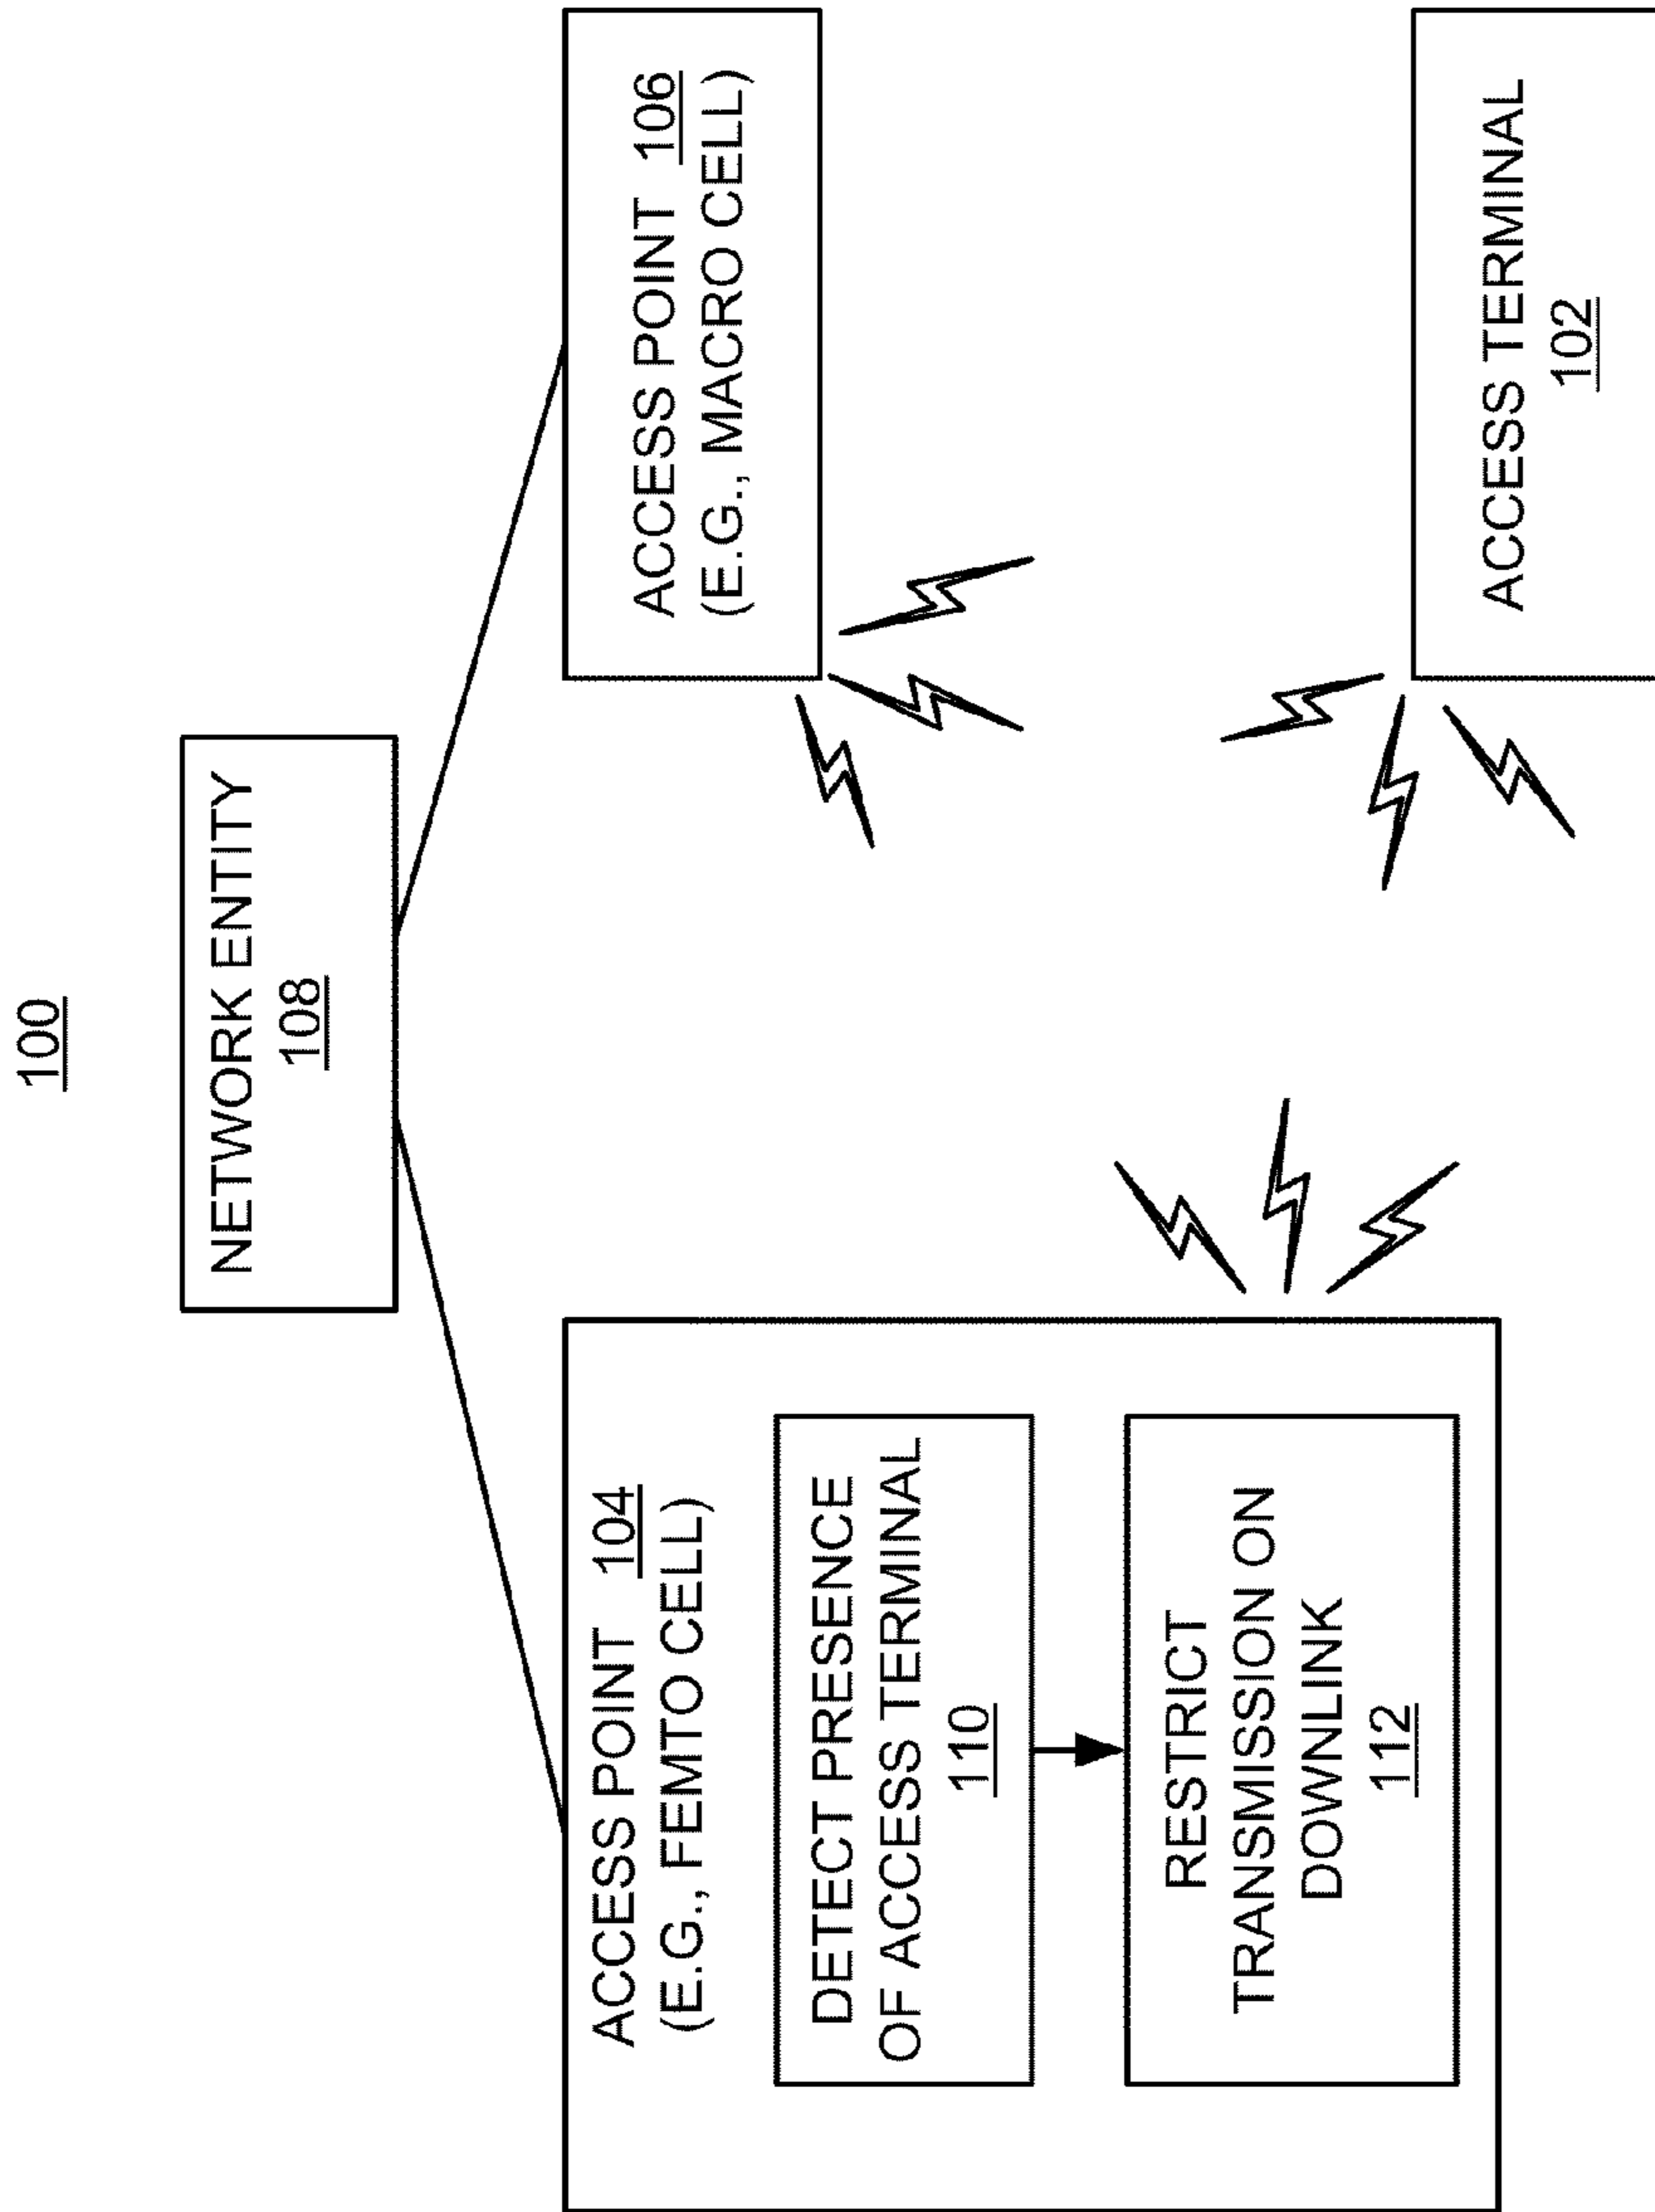 100
NETWORK ENTITY
108
ACCESS POINT 104
(E.G., FEMTO CELL)
DETECT PRESENCE
OF ACCESS TERMINAL
110
RESTRICT
TRANSMISSION ON
DOWNLINK
112
ACCESS POINT 106
(E.G., MACRO CELL)
ACCESS TERMINAL
102